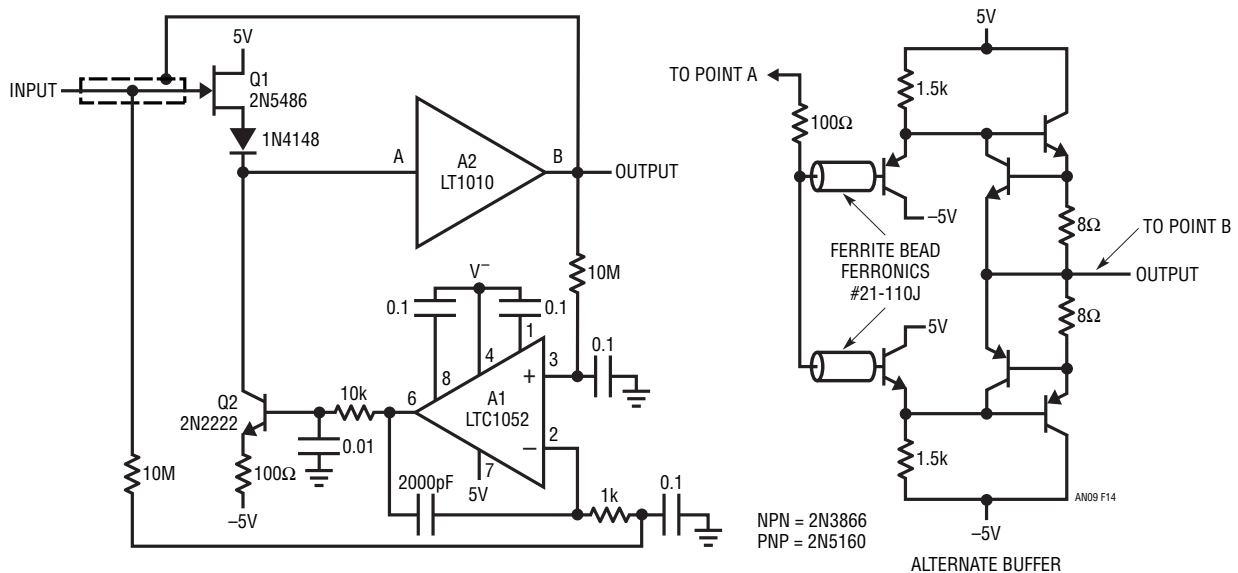 5V
INPUT
Q1
2N5486
1N4148
A
A2
LT1010
B
OUTPUT
10M
V–
0.1
0.1
1
4
8
3
0.1
+
A1
LTC1052
6
10k
Q2
2N2222
0.01
100Ω
–5V
2
–
7
5V
2000pF
1k
0.1
10M
5V
TO POINT A
1.5k
100Ω
–5V
8Ω
TO POINT B
FERRITE BEAD
FERRONICS
#21-110J
OUTPUT
5V
8Ω
1.5k
AN09 F14
–5V
NPN = 2N3866
PNP = 2N5160
ALTERNATE BUFFER